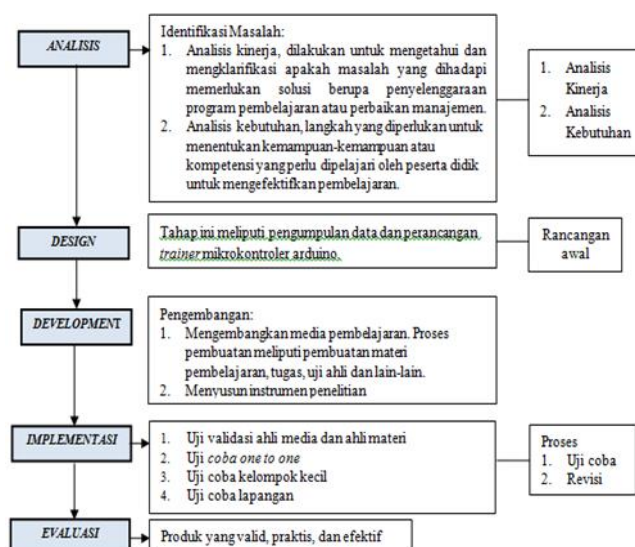 ANALISIS
Identifikasi Masalah:
1. Analisis kinerja, dilakukan untuk mengetahui dan
mengklarifikasi apakah masalah yang dihadapi
memerlukan solusi berupa penyelenggaraan
program pembelajaran atau perbaikan manajemen.
2. Analisis kebutuhan, langkah yang diperlukan untuk
menentukan kemampuan-kemampuan atau
kompetensi yang perlu dipelajari oleh peserta didik
untuk mengefektifkan pembelajaran.
1. Analisis
Kinerja
2. Analisis
Kebutuhan
DESIGN
Tahap ini meliputi pengumpulan data dan perancangan
trainer mikrokontroler arduino.
Rancangan
awal
DEVELOPMENT
Pengembangan:
1. Mengembangkan media pembelajaran. Proses
pembuatan meliputi pembuatan materi
pembelajaran, tugas, uji ahli dan lain-lain.
2. Menyusun instrumen penelitian
IMPLEMENTASI
1. Uji validasi ahli media dan ahli materi
2. Uji coba one to one
3. Uji coba kelompok kecil
4. Uji coba lapangan
Proses
1. Uji coba
2. Revisi
EVALUASI
Produk yang valid, praktis, dan efektif